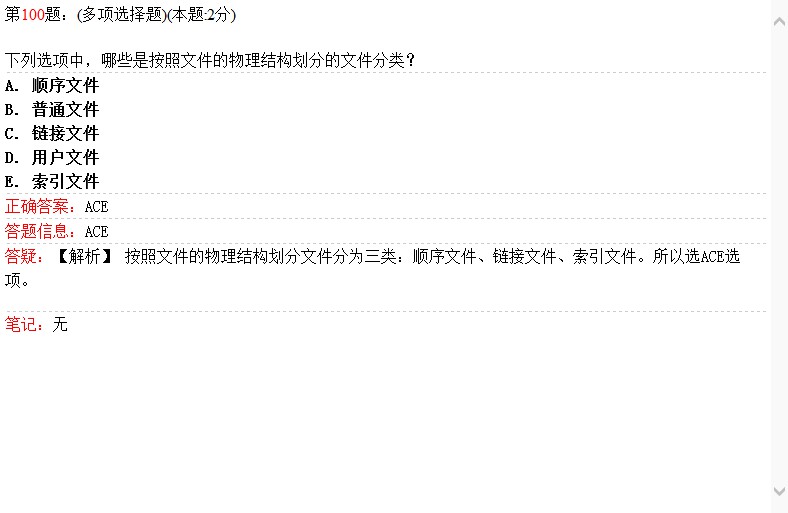 第100题：(多项选择题)(本题:2分)
下列选项中，哪些是按照文件的物理结构划分的文件分类？
A. 顺序文件
B. 普通文件
C. 链接文件
D. 用户文件
E. 索引文件
正确答案：ACE
答题信息：ACE
答疑：【解析】 按照文件的物理结构划分文件分为三类：顺序文件、链接文件、索引文件。所以选ACE选
项。
笔记：无